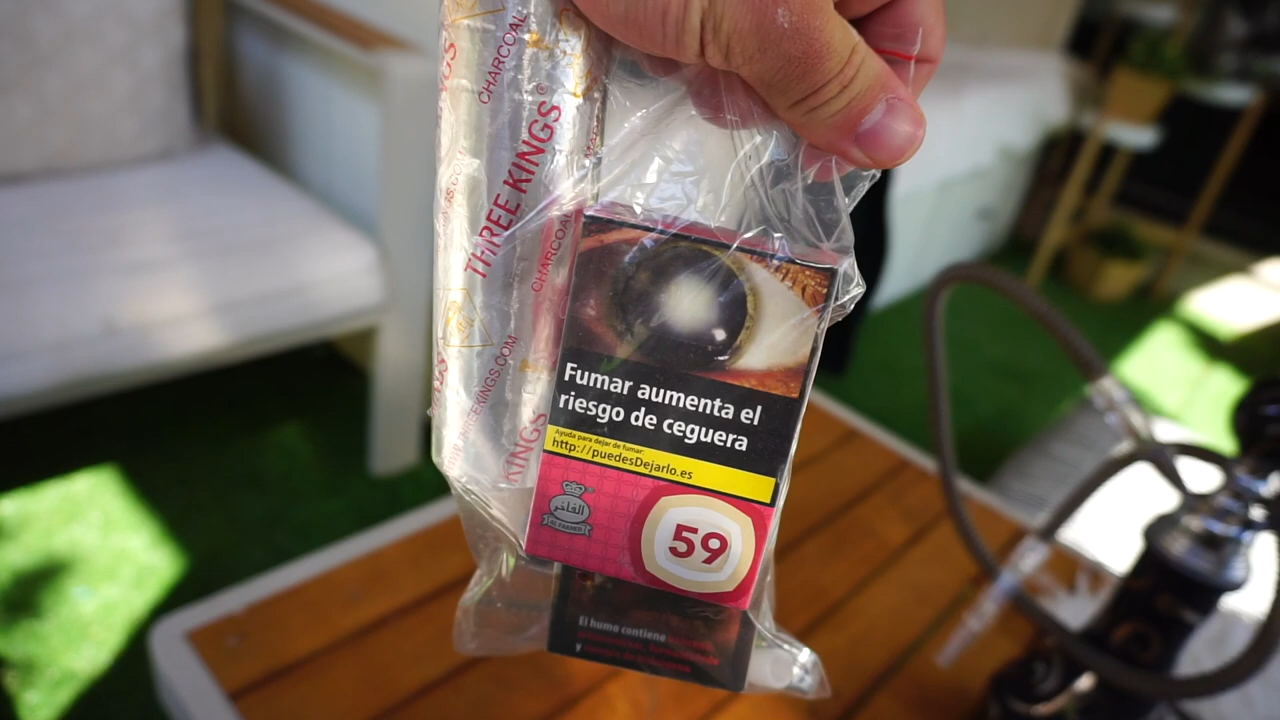 CHARCOAL
THREE KINGS®
CHARCOAL
KINGS
Fumar aumenta el
riesgo de ceguera
Ayuda para dejar de fumar:
http://puedesDejarlo.es
الفاخر
AL FAKHER
59
El humo contiene
y